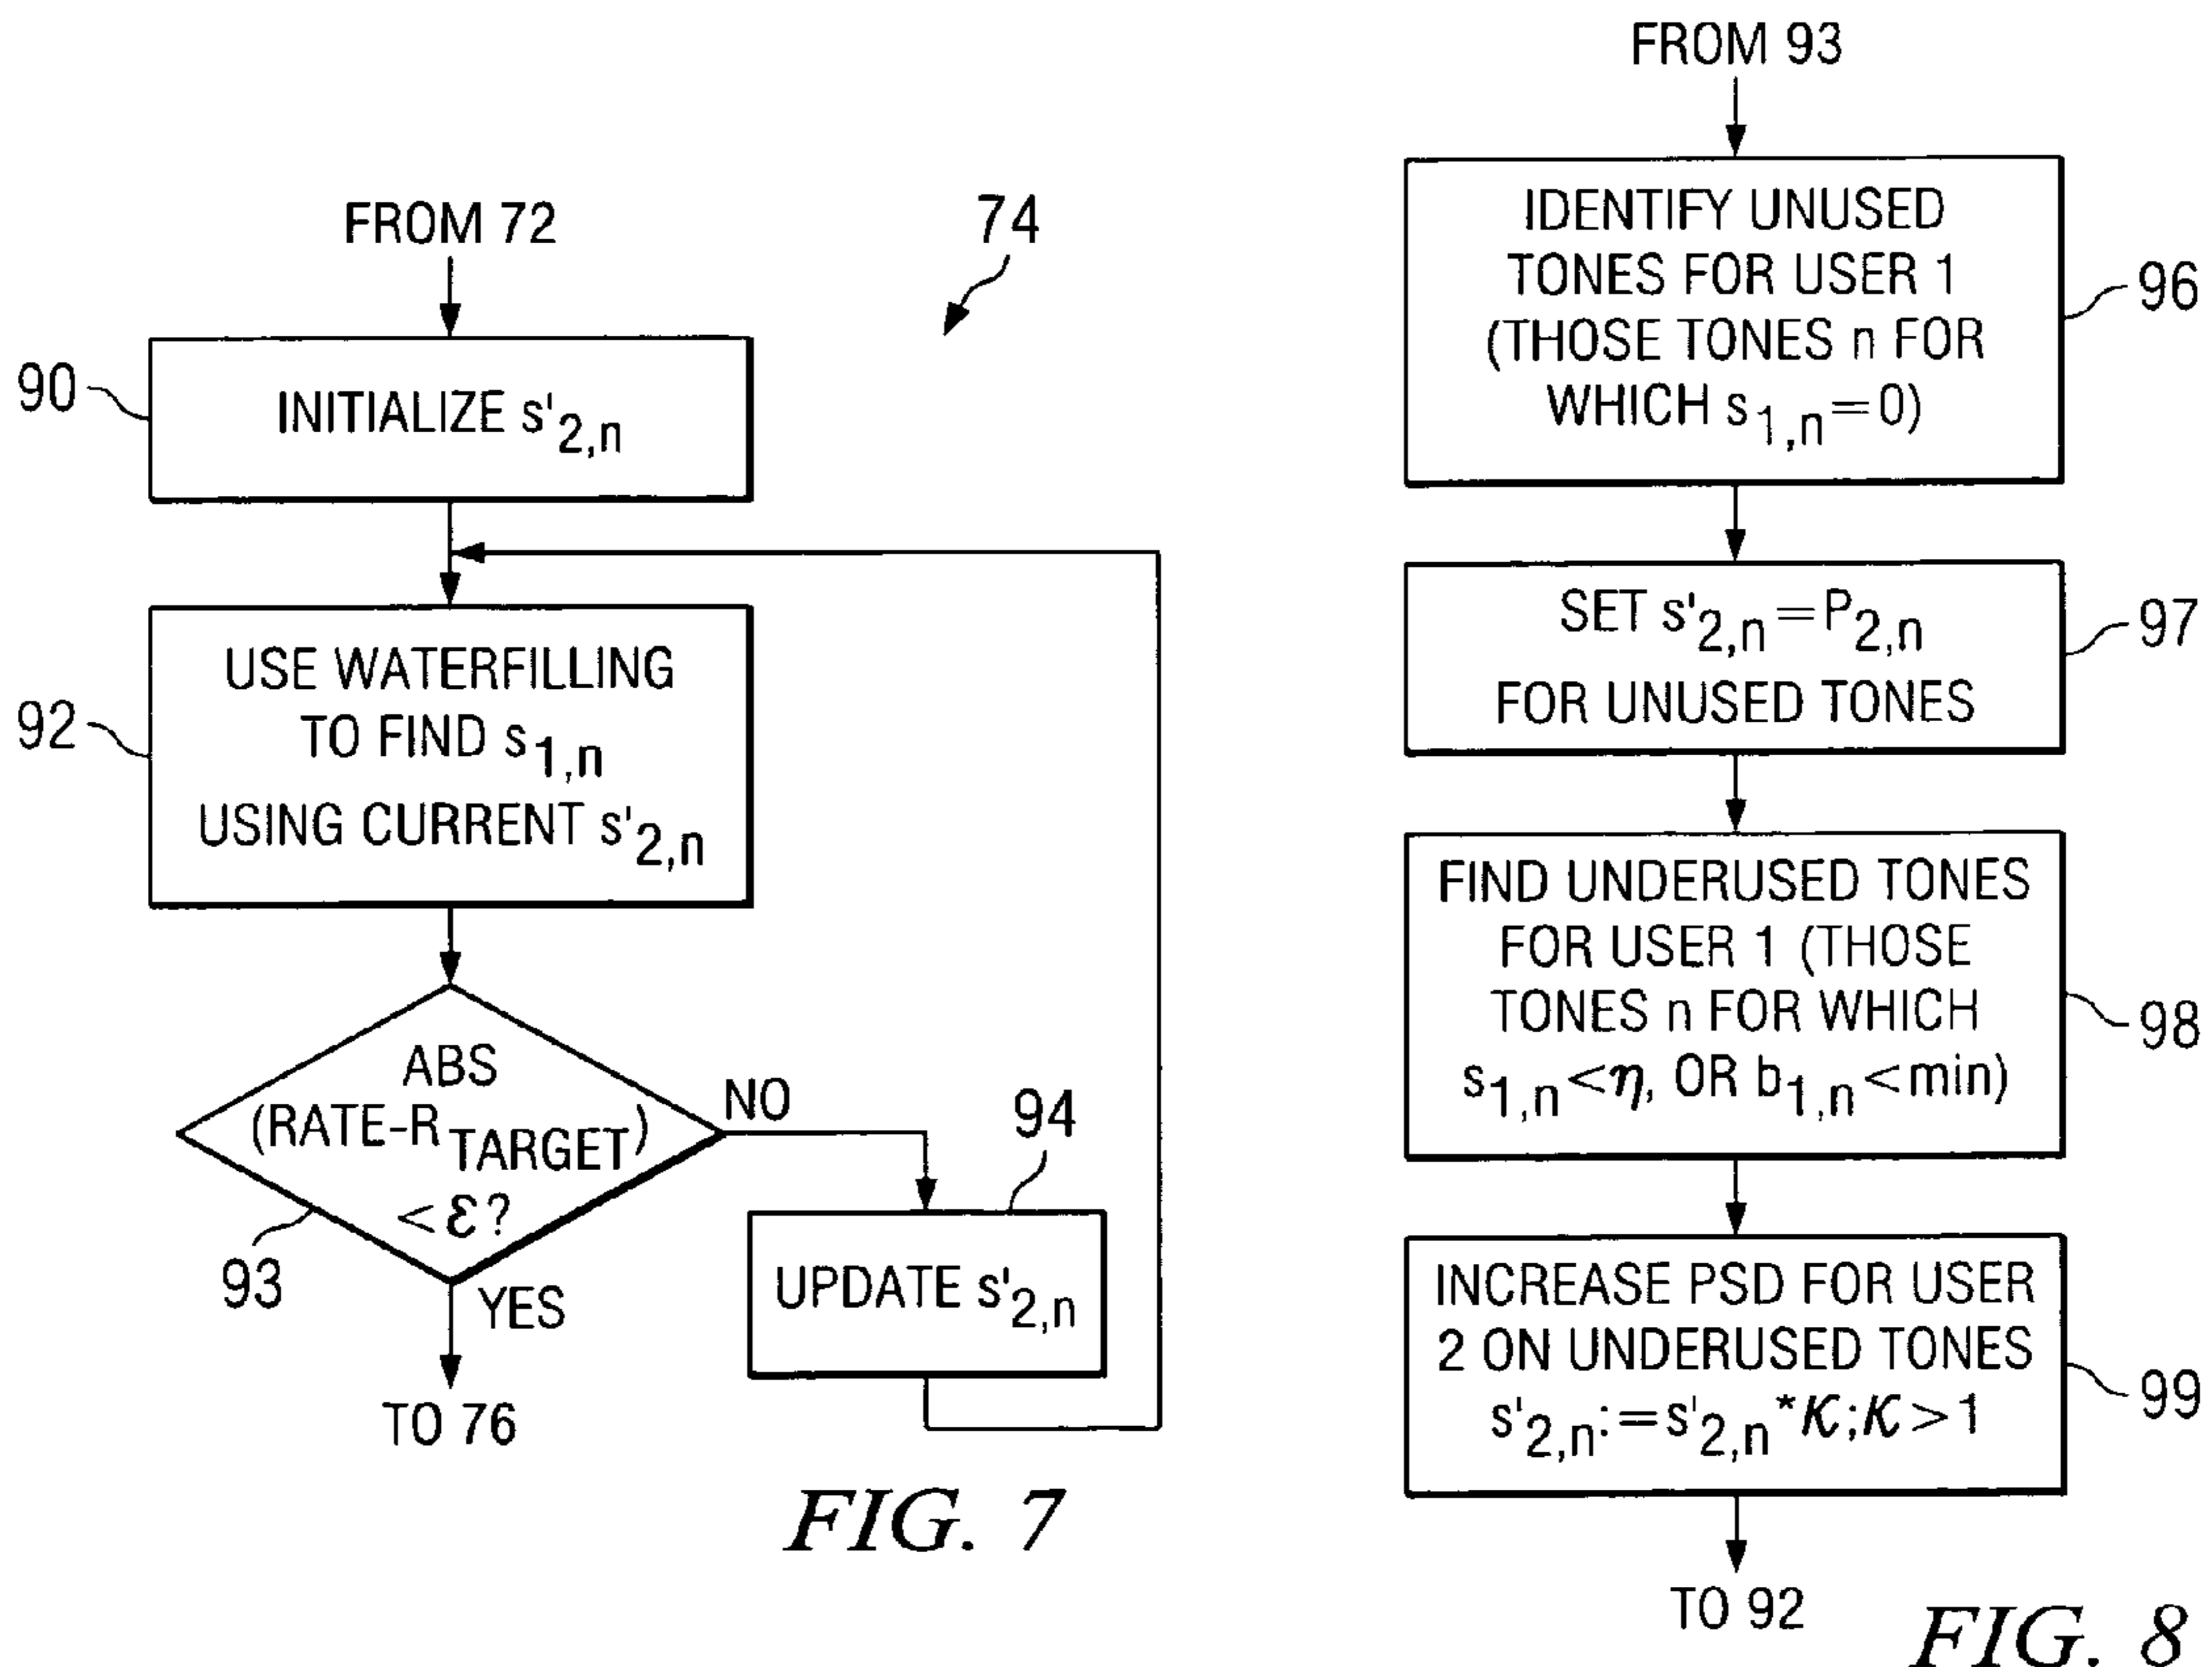 FROM 72
74
90
INITIALIZE s'2,n
92
USE WATERFILLING
TO FIND s1,n
USING CURRENT s'2,n
ABS
(RATE-R TARGET)
<ε?
93
NO
YES
94
UPDATE s'2,n
TO 76
FIG. 7
FROM 93
IDENTIFY UNUSED
TONES FOR USER 1
(THOSE TONES n FOR
WHICH s1,n=0)
96
SET s'2,n=P2,n
FOR UNUSED TONES
97
FIND UNDERUSED TONES
FOR USER 1 (THOSE
TONES n FOR WHICH
s1,n<η, OR b1,n<min)
98
INCREASE PSD FOR USER
2 ON UNDERUSED TONES
s'2,n:=s'2,n*K;K>1
99
TO 92
FIG. 8